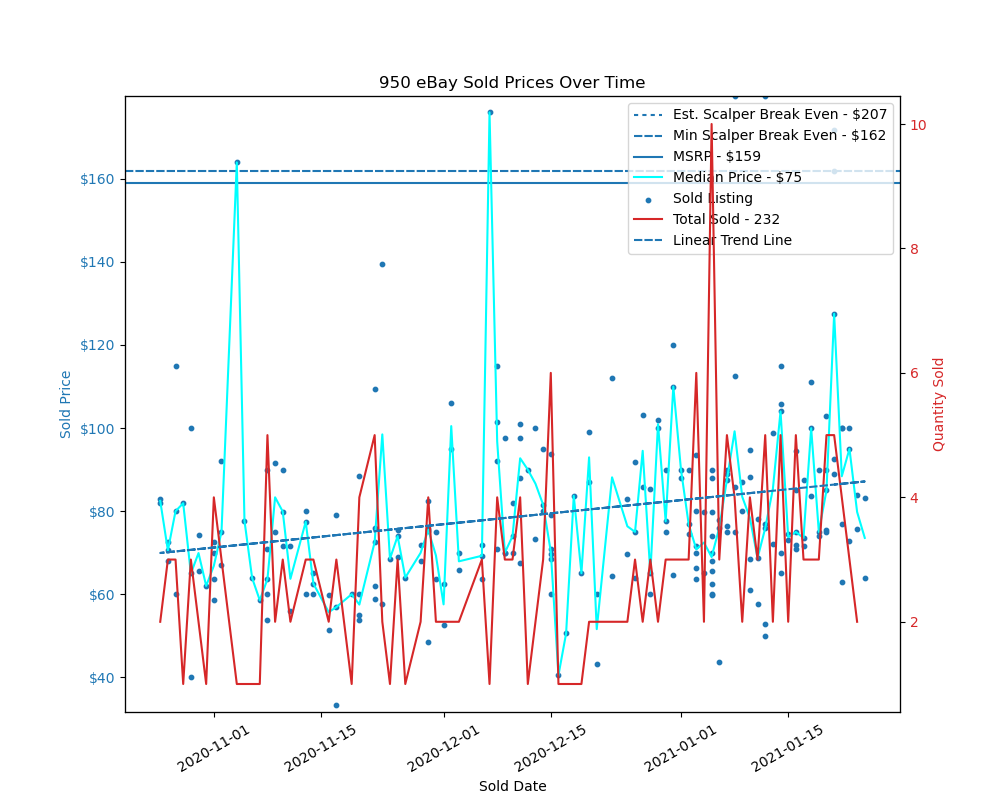 950 eBay Sold Prices Over Time
Est. Scalper Break Even - $207
Min Scalper Break Even - $162
MSRP - $159
Median Price - $75
Sold Listing
Total Sold - 232
Linear Trend Line
$160
$140
$120
$100
$80
$60
$40
Sold Price
10
8
6
4
2
Quantity Sold
2020-11-01
2020-11-15
2020-12-01
2020-12-15
2021-01-01
2021-01-15
Sold Date